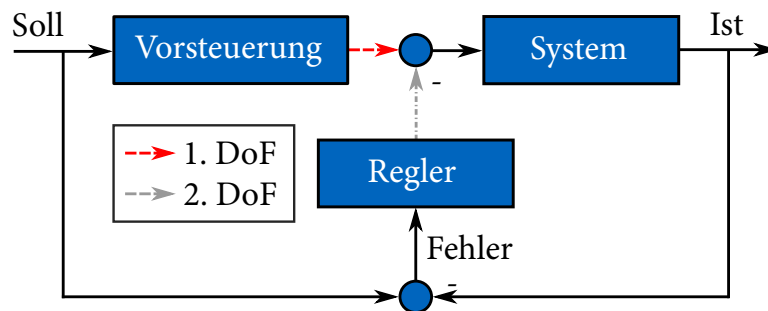 Soll
Ist
Vorsteuerung
System
-
1. DoF
2. DoF
Regler
Fehler
-